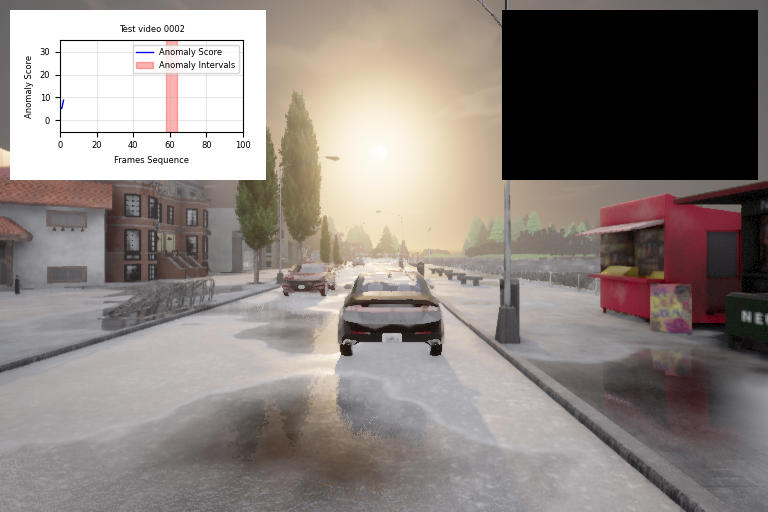 Test video 0002
Anomaly Score
Anomaly Intervals
Anomaly Score
30
20
10
0
0 20 40 60 80 100
Frames Sequence
NE